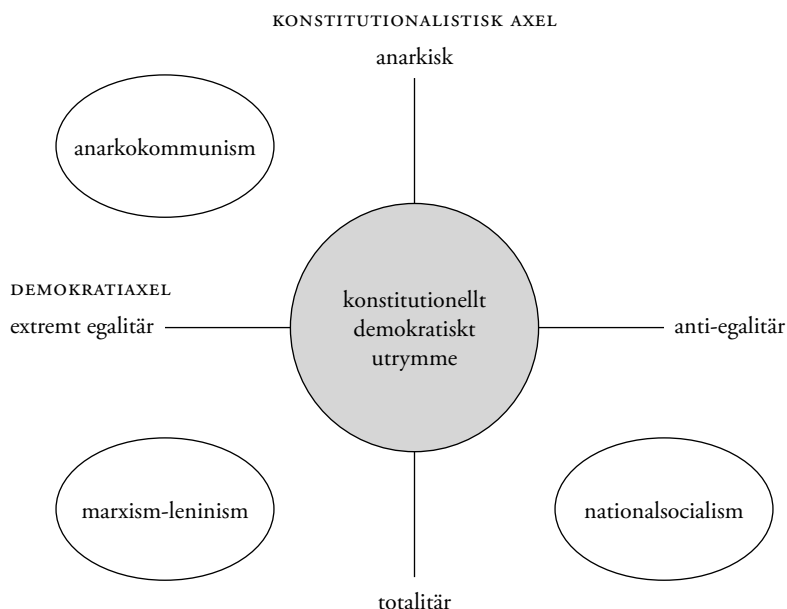 KONSTITUTIONALISTISK AXEL
anarkisk
anarkokommunism
DEMOKRATIAXEL
extremt egalitär
konstitutionellt
demokratiskt
utrymme
anti-egalitär
marxism-leninism
nationalsocialism
totalitär